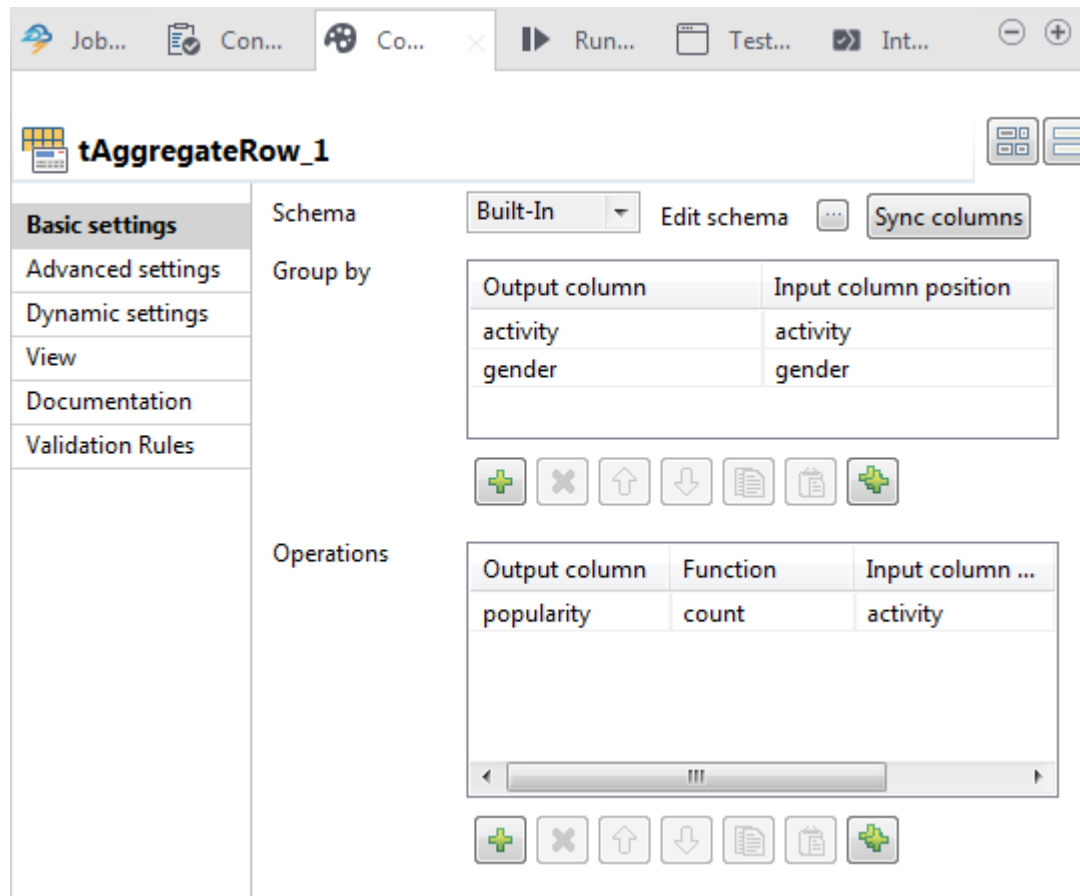 Job... Con... Co... Run... Test... Int...
tAggregateRow_1
Basic settings
Advanced settings
Dynamic settings
View
Documentation
Validation Rules
Schema Built-In Edit schema ... Sync columns
Group by
Output column Input column position
activity activity
gender gender
Operations
Output column Function Input column ...
popularity count activity